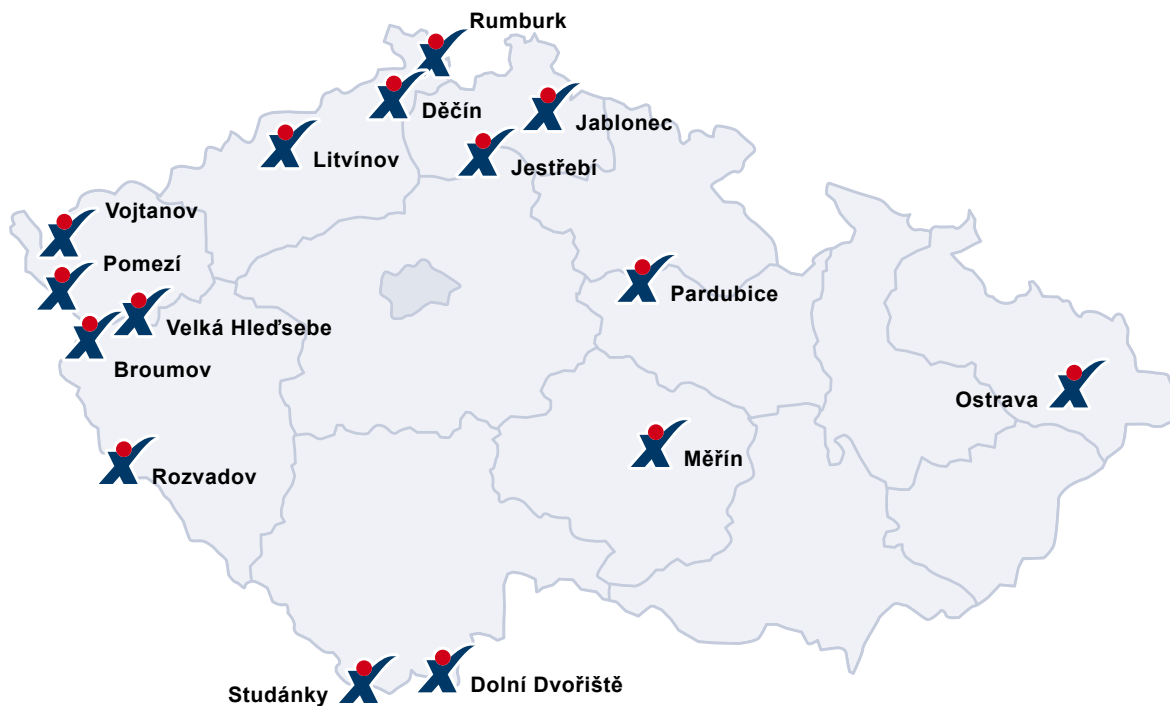 Rumburk
Děčín
Jablonec
Litvínov
Jestřebí
Vojtanov
Pomezí
Pardubice
Velká Hleďsebe
Broumov
Ostrava
Měřín
Rozvadov
Dolní Dvořiště
Studánky